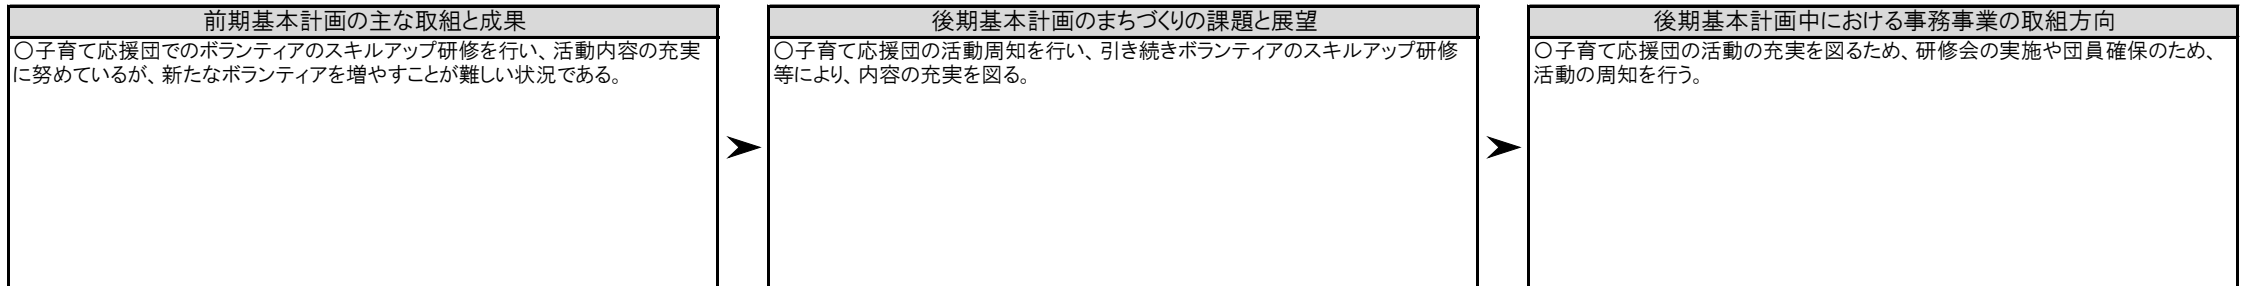 前期基本計画の主な取組と成果
○子育て応援団でのボランティアのスキルアップ研修を行い、活動内容の充実
に努めているが、新たなボランティアを増やすことが難しい状況である。
後期基本計画のまちづくりの課題と展望
○子育て応援団の活動周知を行い、引き続きボランティアのスキルアップ研修
等により、内容の充実を図る。
後期基本計画中における事務事業の取組方向
○子育て応援団の活動の充実を図るため、研修会の実施や団員確保のため、
活動の周知を行う。